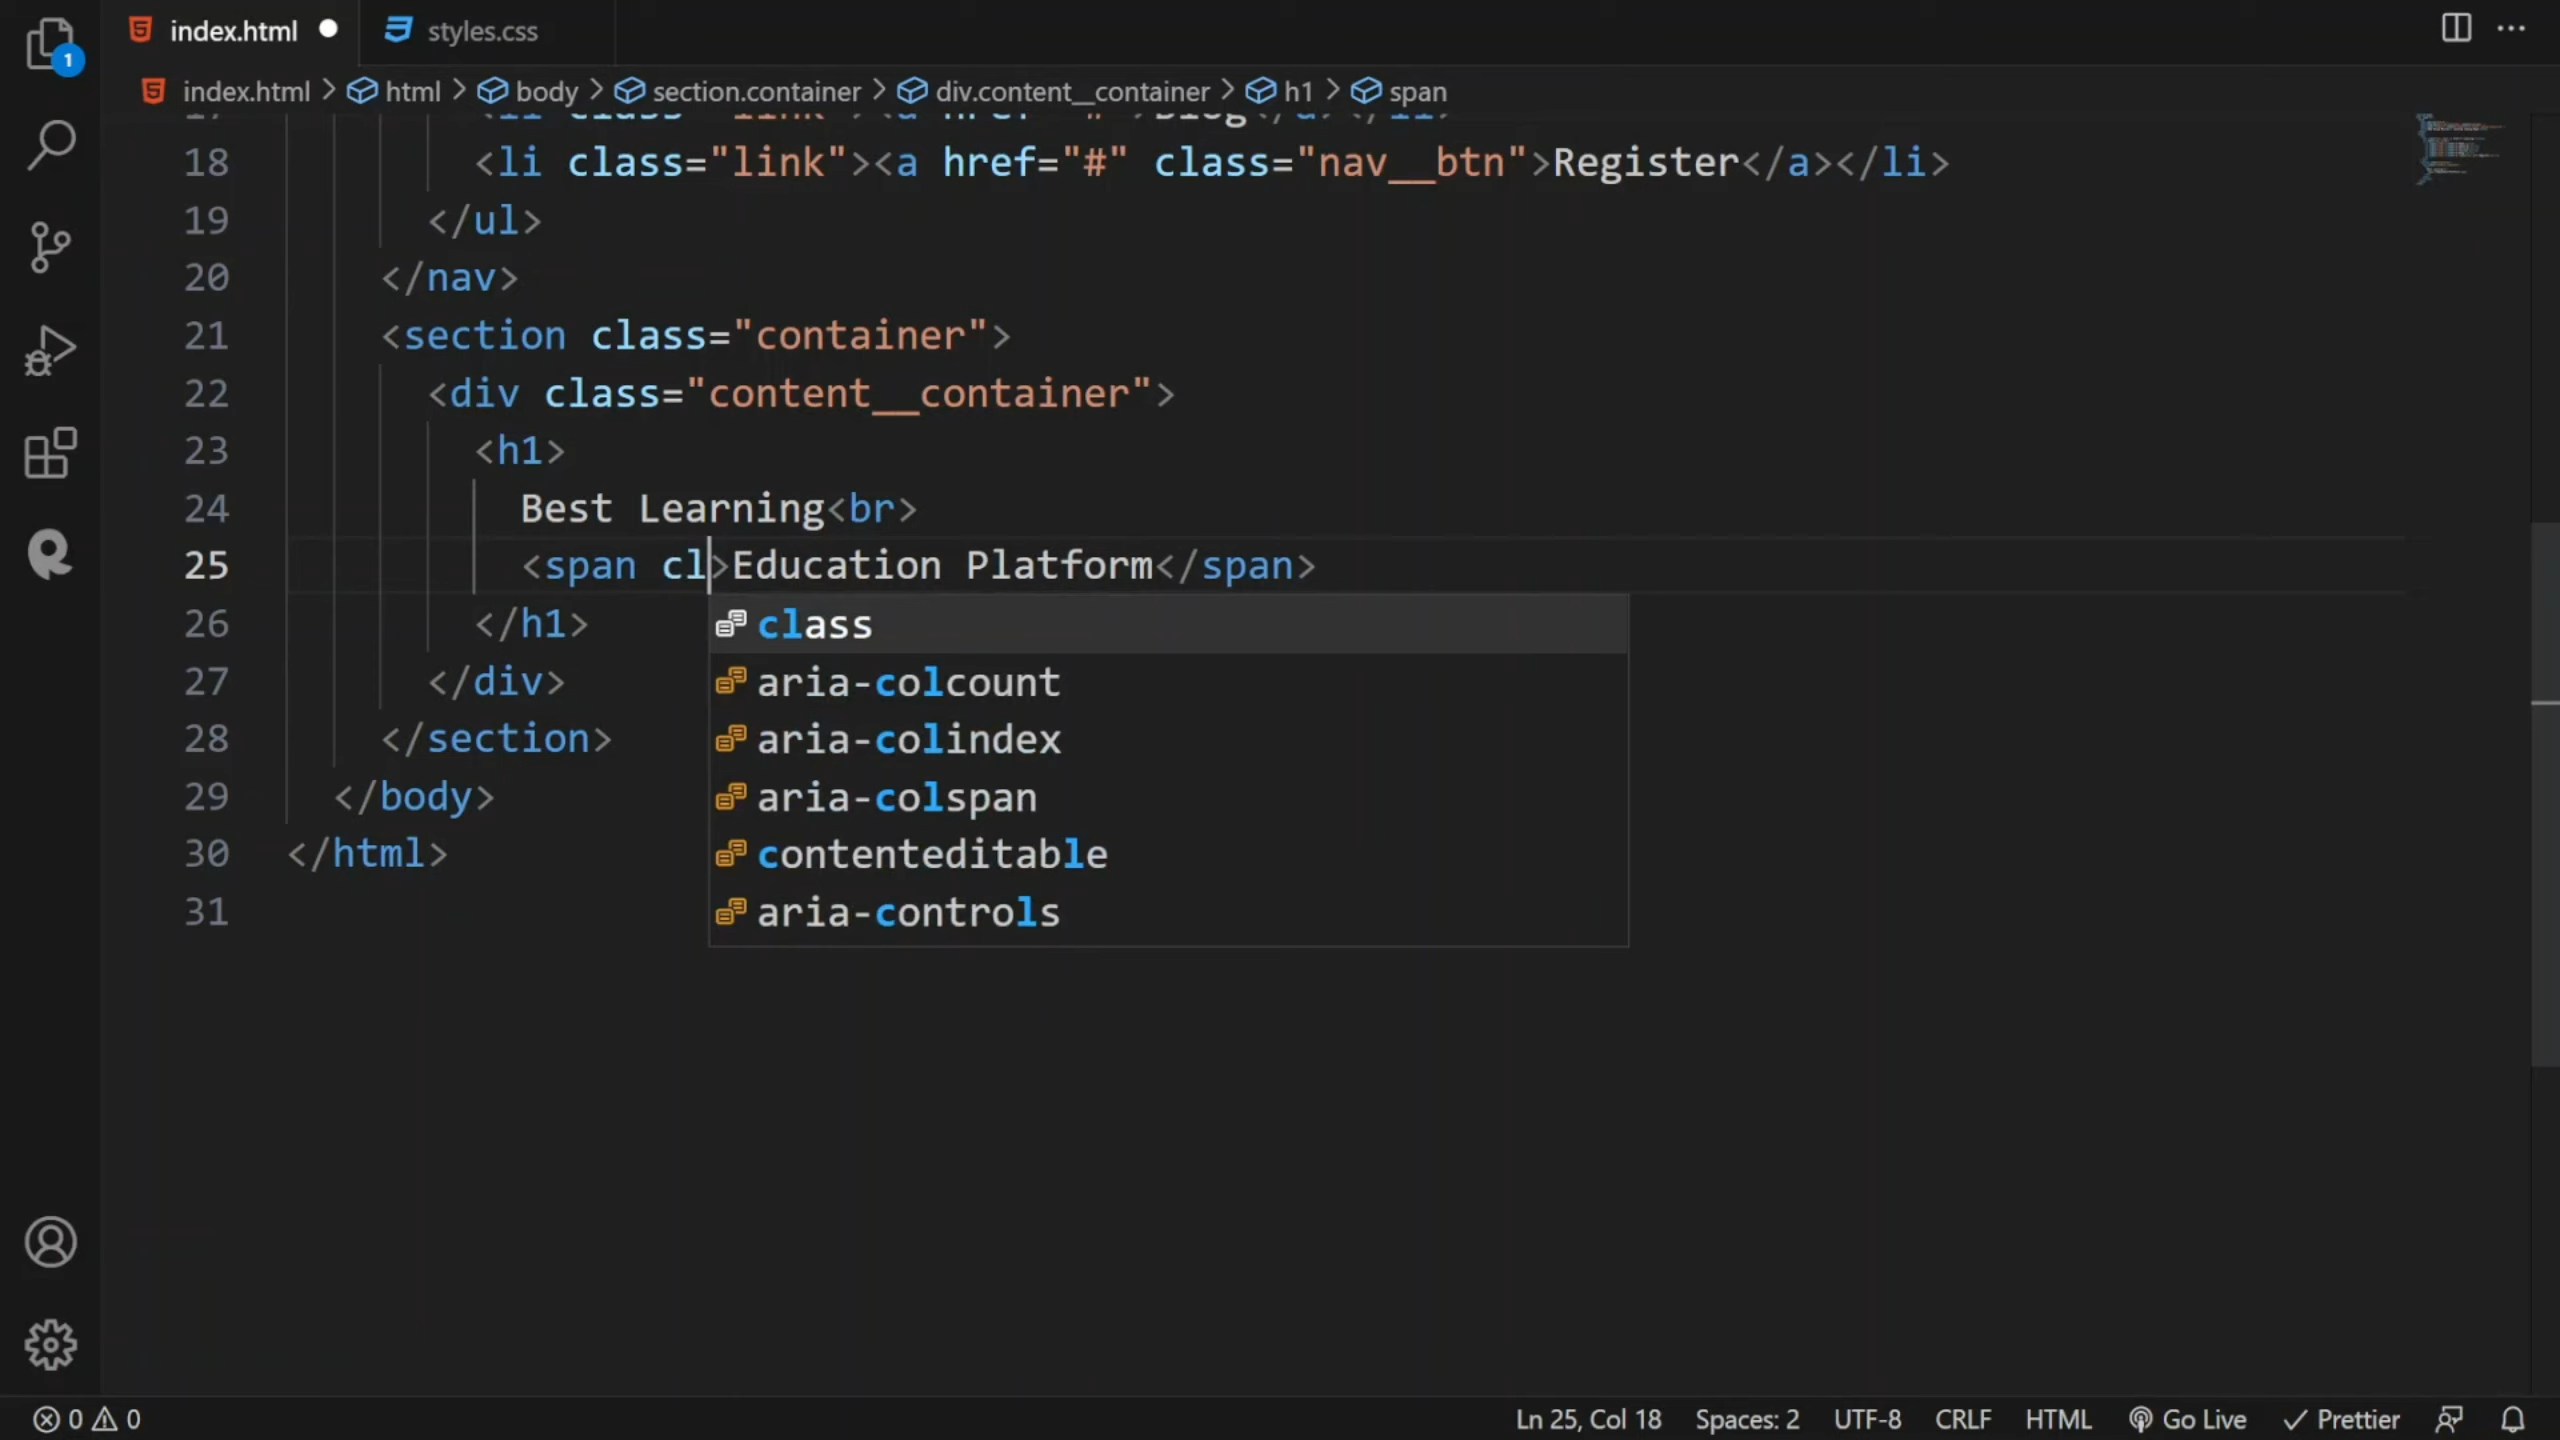 index.html
styles.css
1
index.html > html > body > section.container > div.content__container > h1 > span
18 <li class="link"><a href="#" class="nav__btn">Register</a></li>
19 </ul>
20 </nav>
21 <section class="container">
22 <div class="content__container">
23 <h1>
24 Best Learning<br>
25 <span cl>Education Platform</span>
26 </h1>
27 </div>
28 </section>
29 </body>
30 </html>
31
class
aria-colcount
aria-colindex
aria-colspan
contenteditable
aria-controls
0 0 Ln 25, Col 18 Spaces: 2 UTF-8 CRLF HTML Go Live Prettier